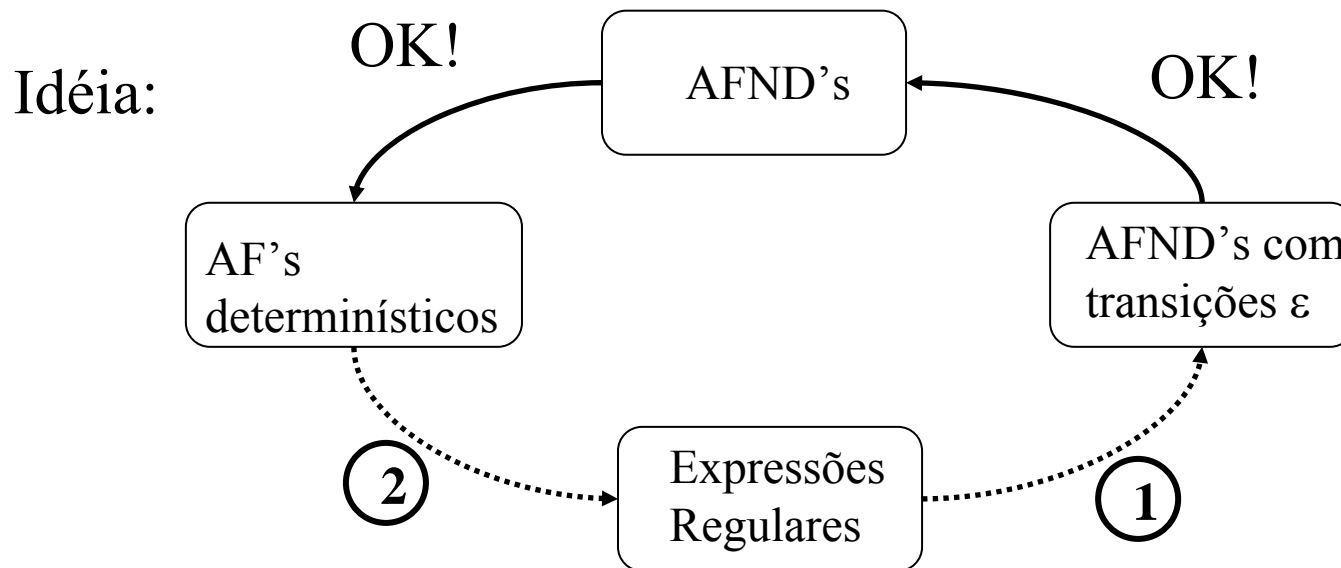 Idéia:
OK!
AFND’s
OK!
AF’s
determinísticos
AFND’s com
transições ε
2
Expressões
Regulares
1